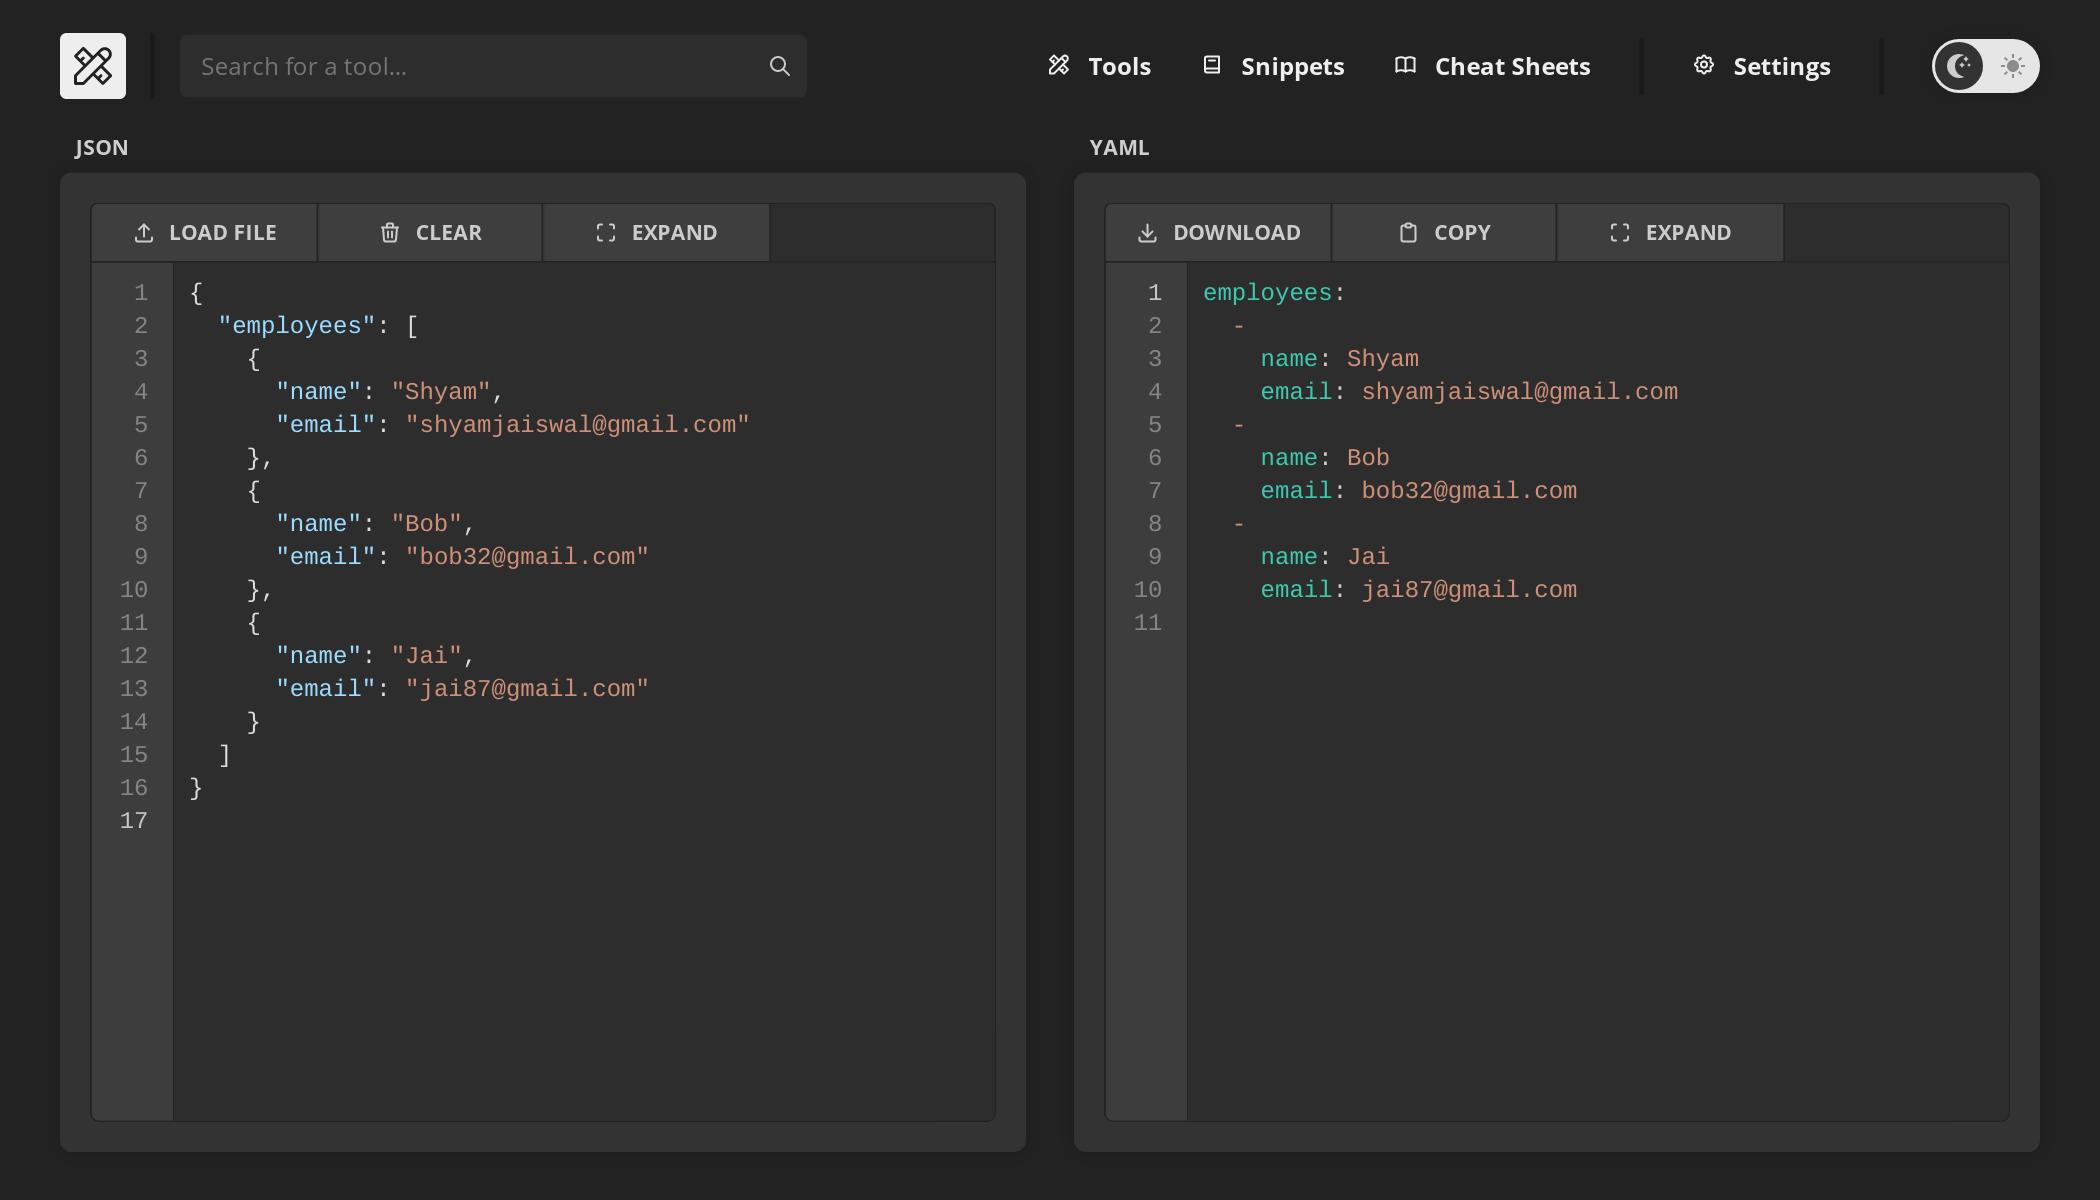 Search for a tool...
Tools Snippets Cheat Sheets Settings
JSON
LOAD FILE CLEAR EXPAND
1 {
2   "employees": [
3     {
4       "name": "Shyam",
5       "email": "shyamjaiswal@gmail.com"
6     },
7     {
8       "name": "Bob",
9       "email": "bob32@gmail.com"
10     },
11     {
12       "name": "Jai",
13       "email": "jai87@gmail.com"
14     }
15   ]
16 }
17
YAML
DOWNLOAD COPY EXPAND
1 employees:
2   -
3     name: Shyam
4     email: shyamjaiswal@gmail.com
5   -
6     name: Bob
7     email: bob32@gmail.com
8   -
9     name: Jai
10     email: jai87@gmail.com
11